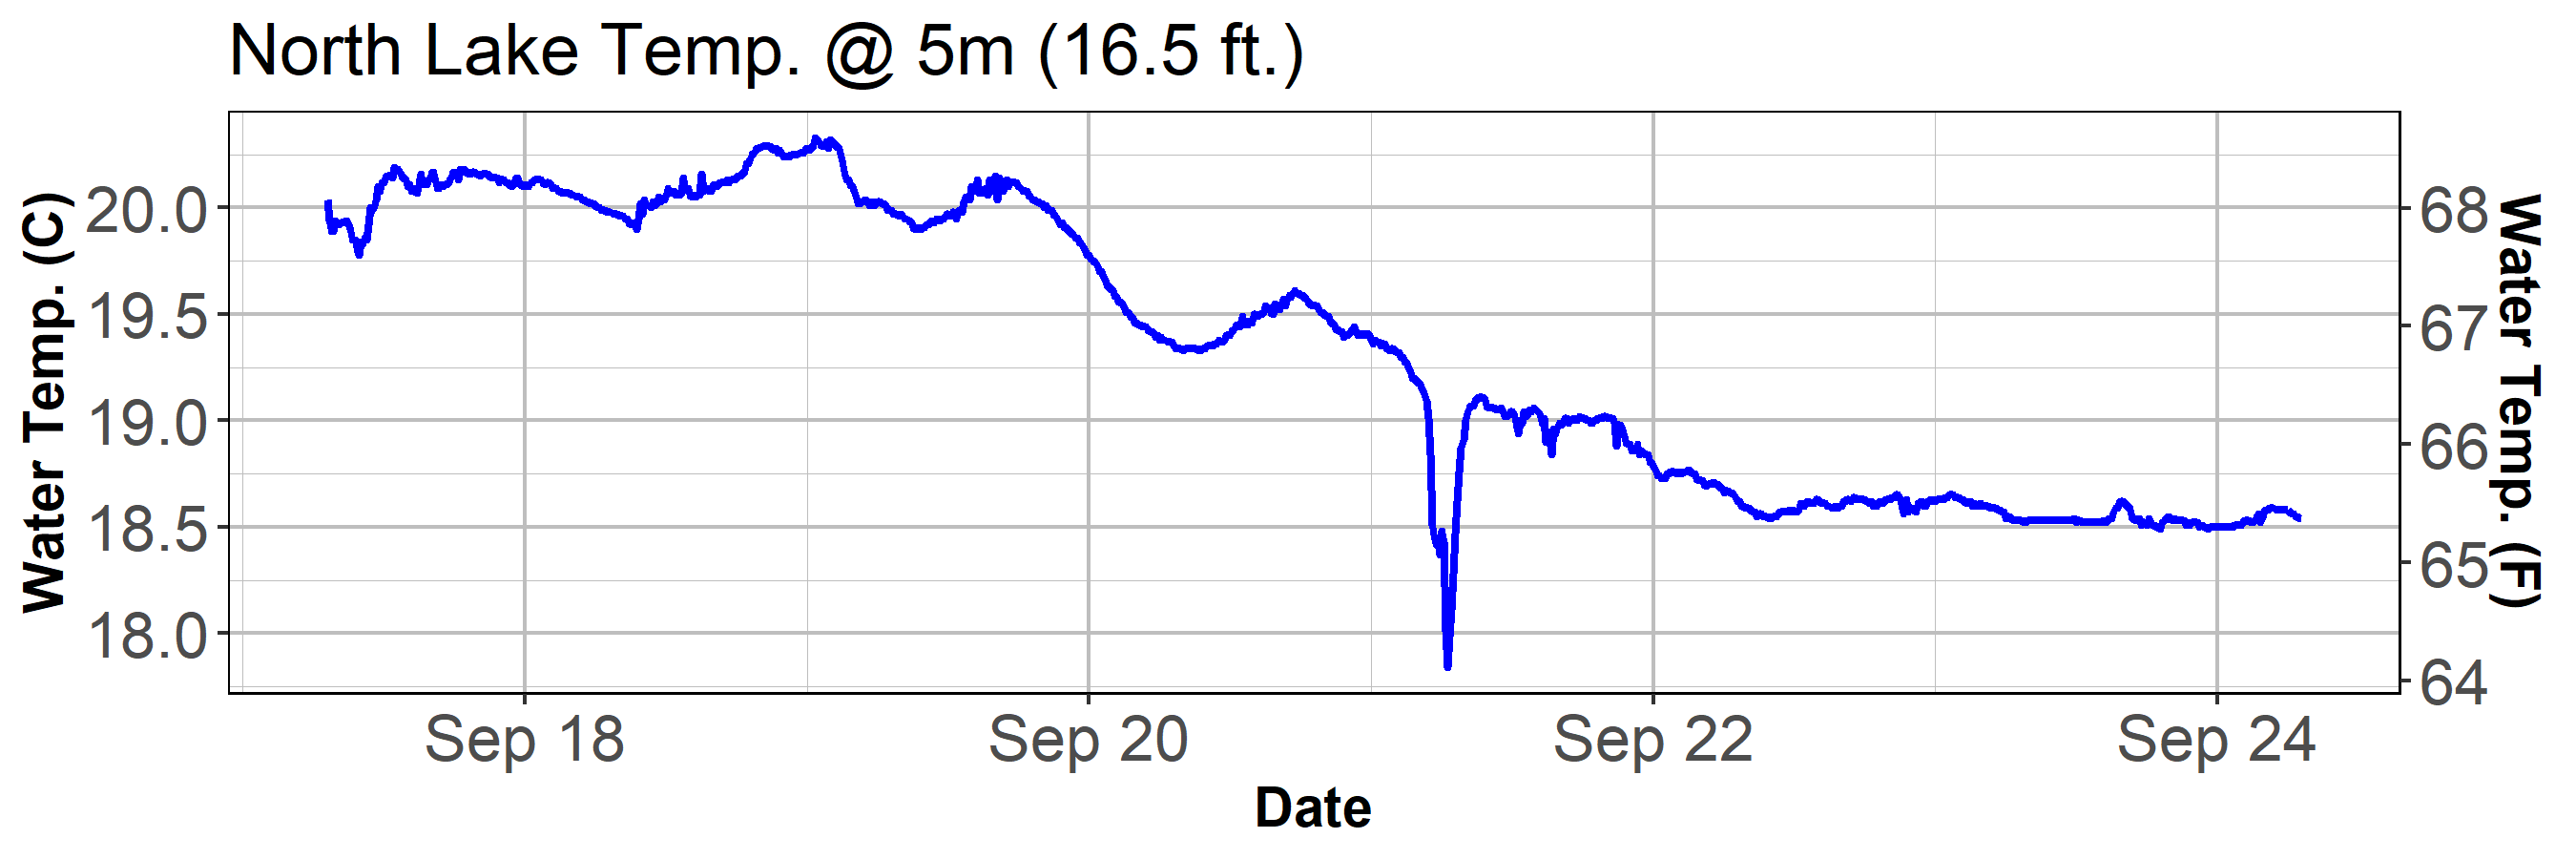 North Lake Temp. @ 5m (16.5 ft.)
Water Temp. (C)
20.0
19.5
19.0
18.5
18.0
68
67
66
65
64
Water Temp. (F)
Sep 18
Sep 20
Sep 22
Sep 24
Date